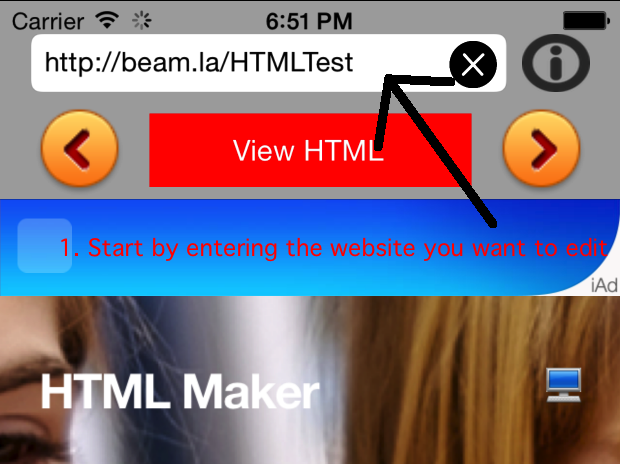 Carrier 6:51 PM
http://beam.la/HTMLTest
View HTML
1. Start by entering the website you want to edit
iAd
HTML Maker